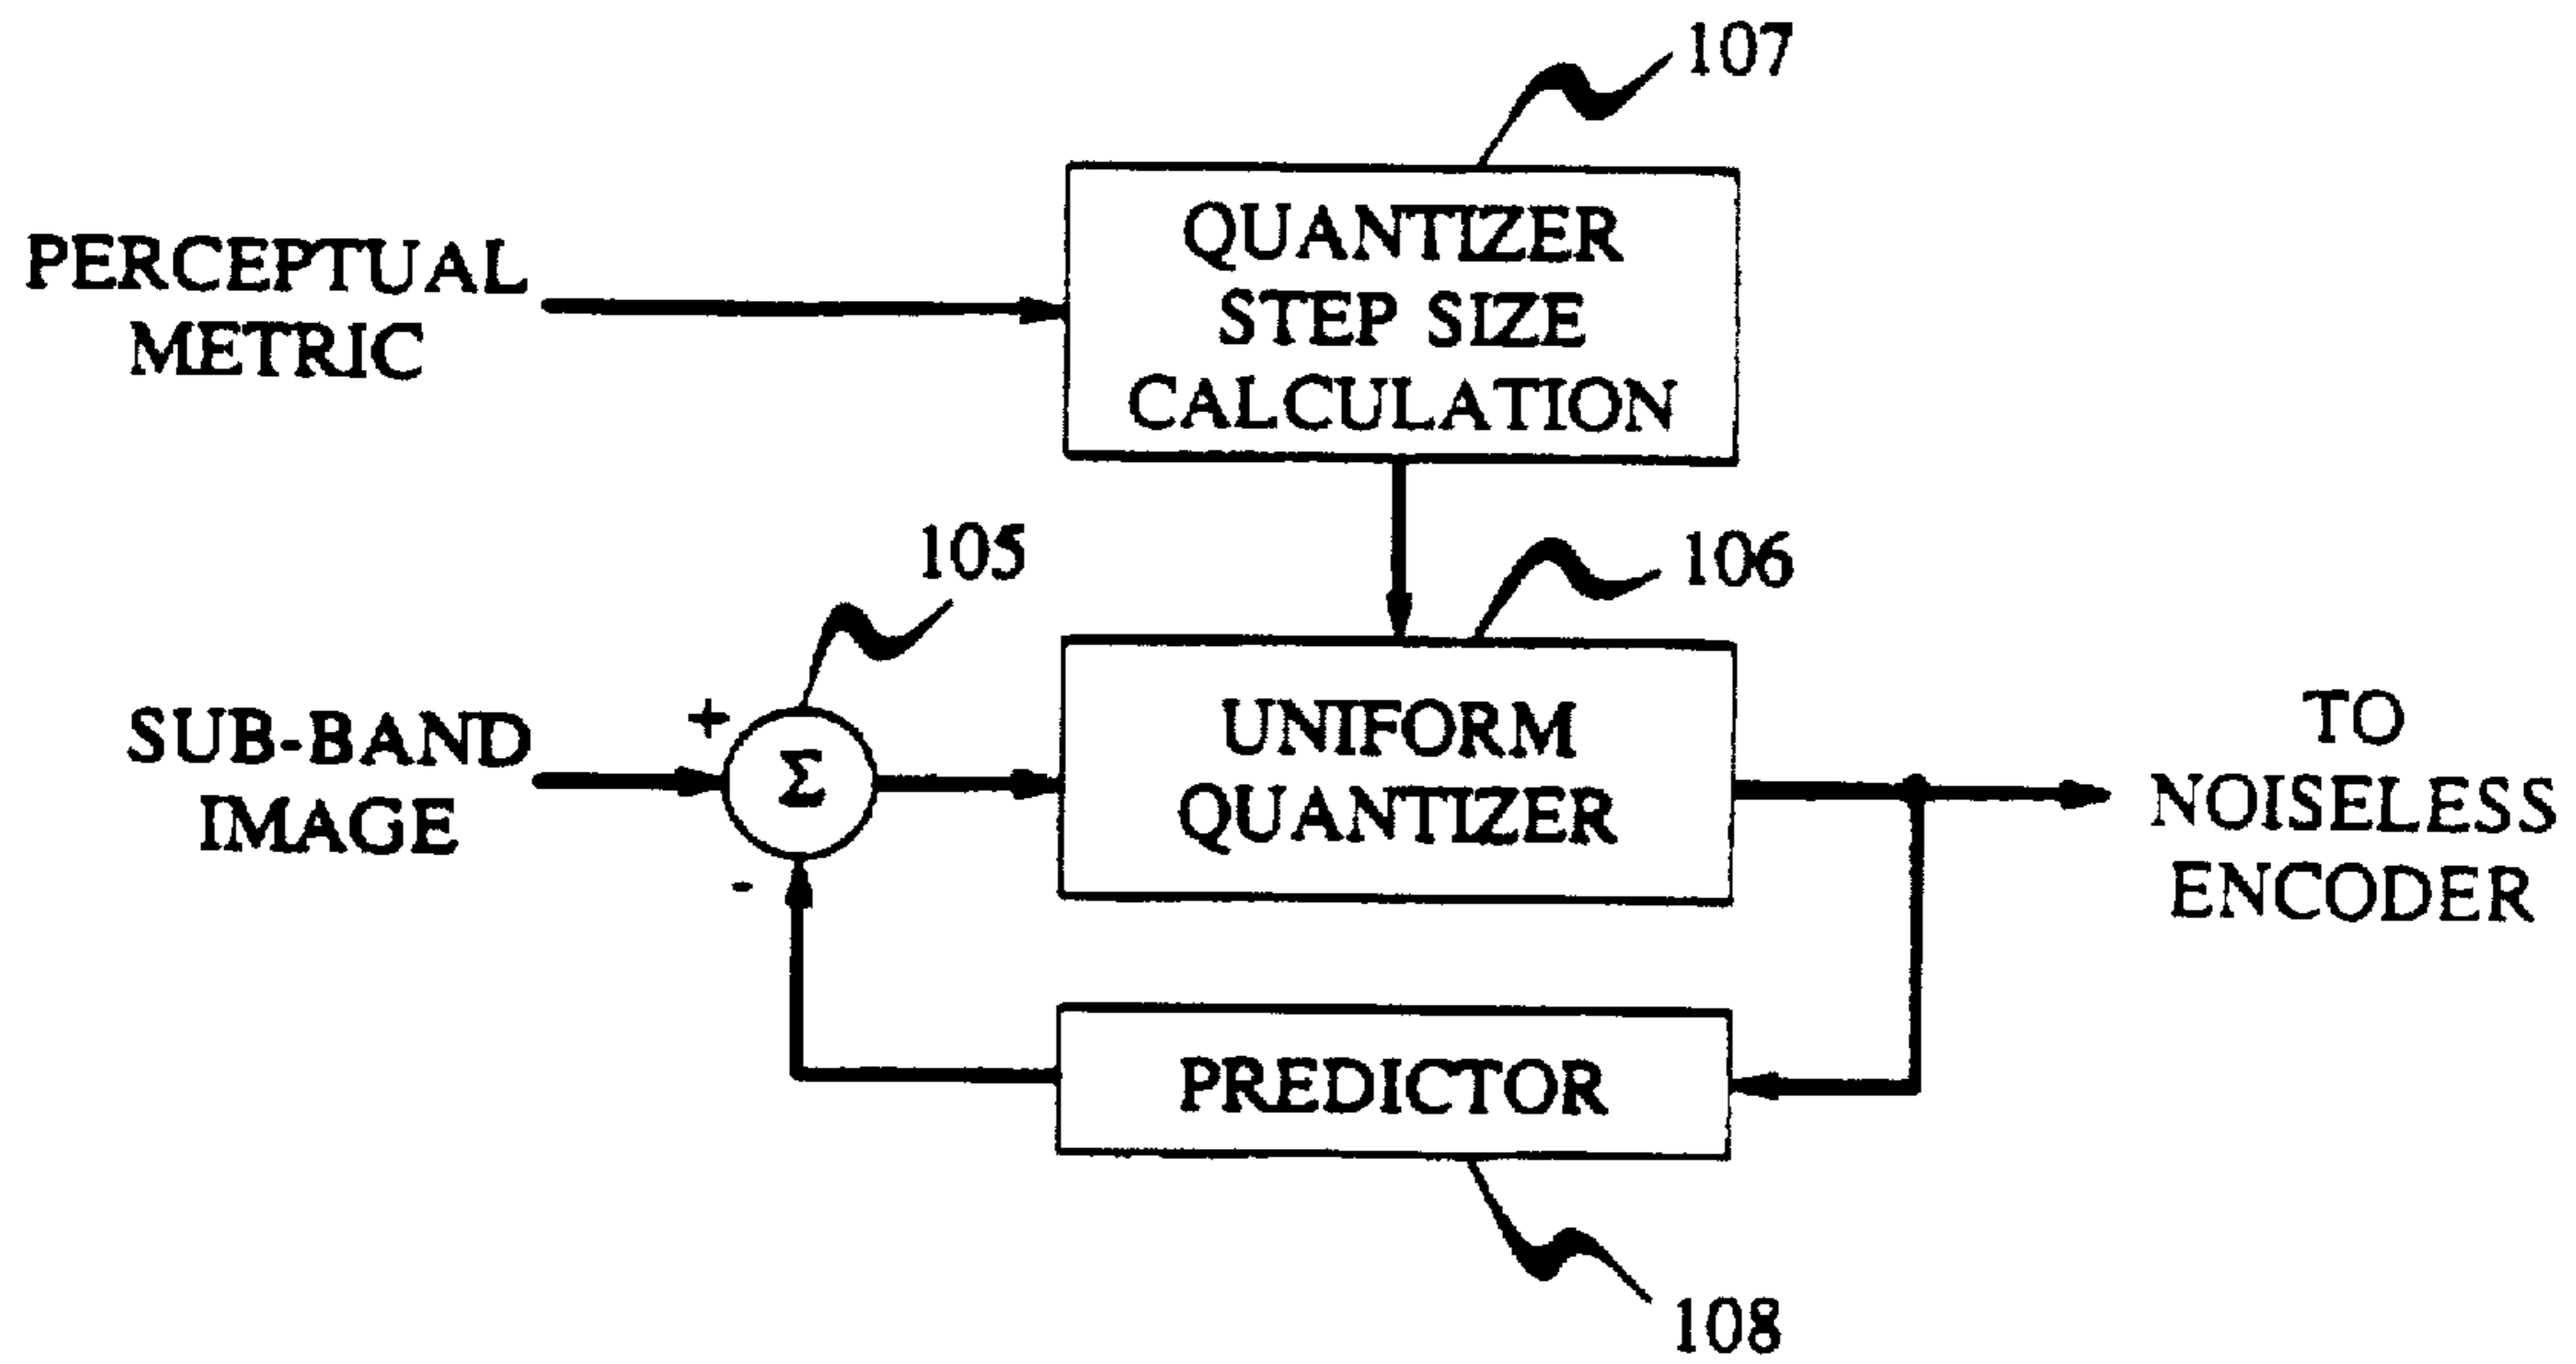 107
QUANTIZER
STEP SIZE
CALCULATION
PERCEPTUAL
METRIC
105
106
SUB-BAND
IMAGE
+
Σ
-
UNIFORM
QUANTIZER
TO
NOISELESS
ENCODER
PREDICTOR
108